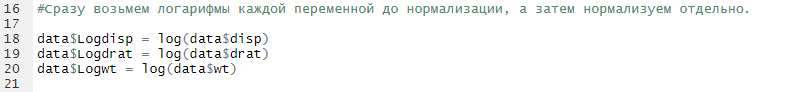 16 #Сразу возьмем логарифмы каждой переменной до нормализации, а затем нормализуем отдельно.
17
18 data$Logdisp = log(data$disp)
19 data$Logdrat = log(data$drat)
20 data$Logwt = log(data$wt)
21